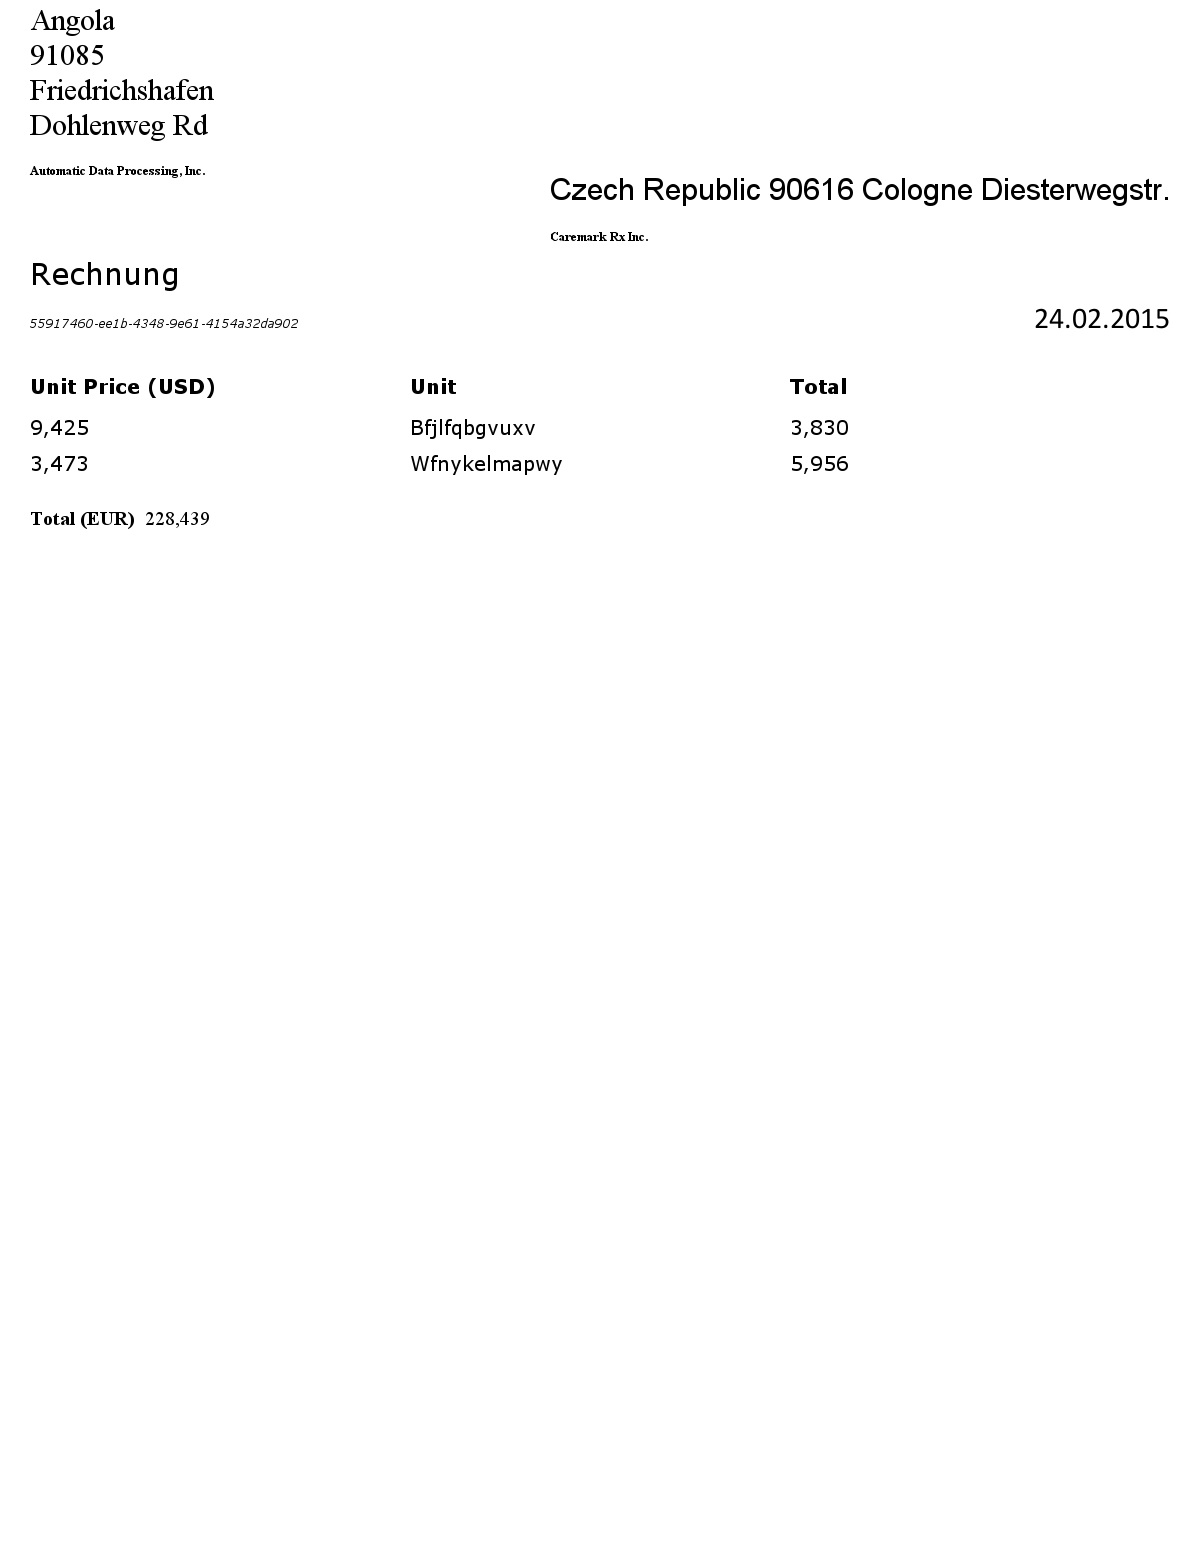 Angola
91085
Friedrichshafen
Dohlenweg Rd
Automatic Data Processing, Inc.
Czech Republic 90616 Cologne Diesterwegstr.
Caremark Rx Inc.
Rechnung
55917460-ee1b-4348-9e61-4154a32da902 24.02.2015
Unit Price (USD) Unit Total
9,425 Bfjlfqbgvuxv 3,830
3,473 Wfnykelmapwy 5,956
Total (EUR) 228,439